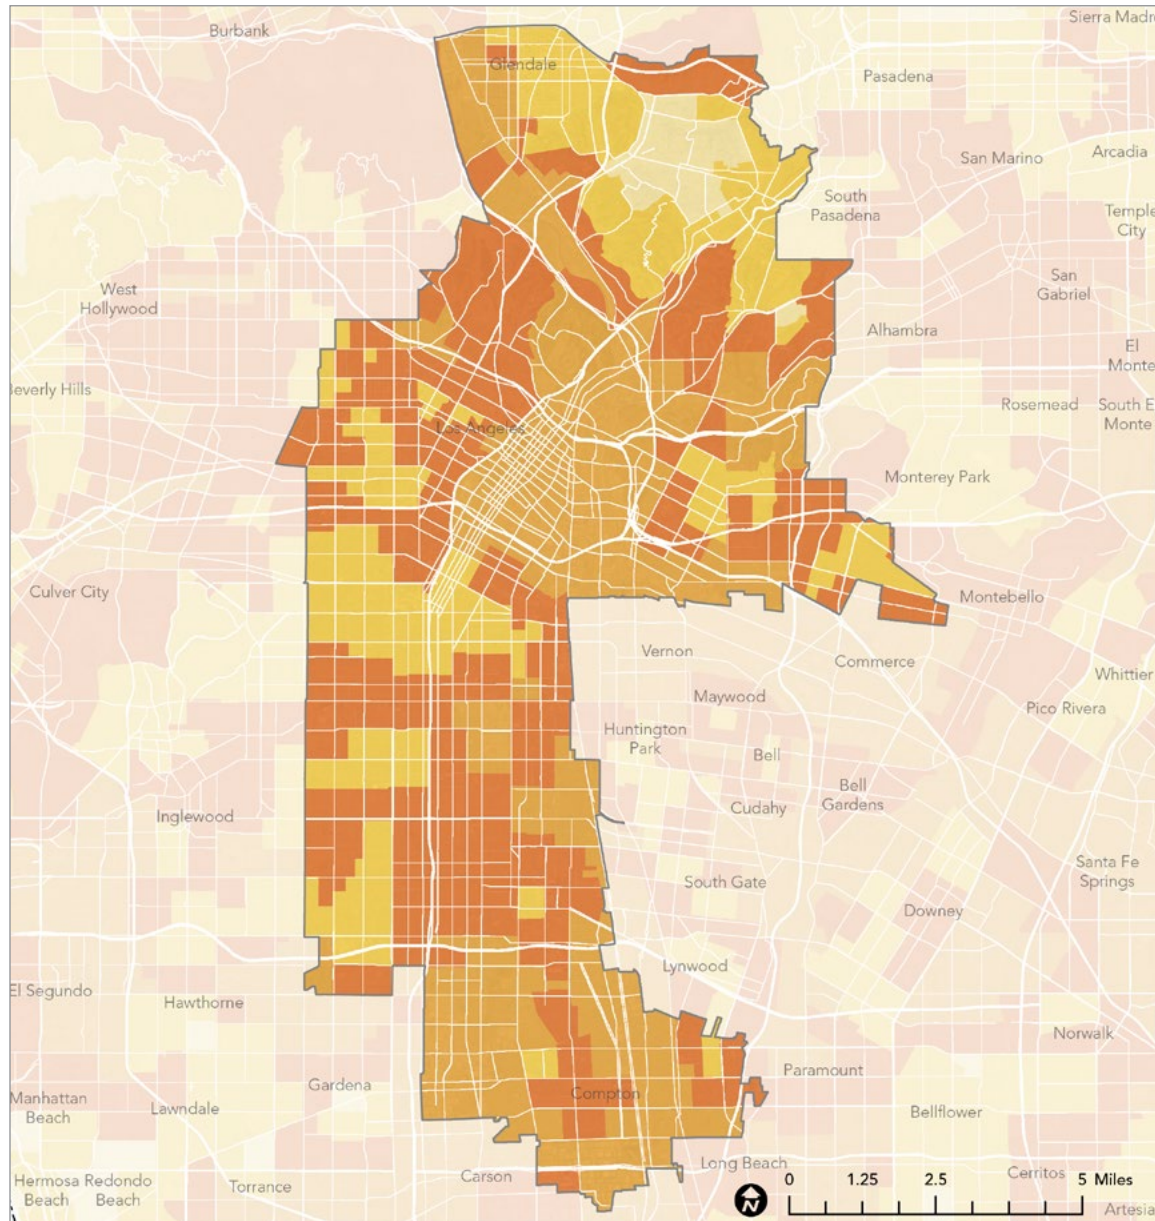 Sierra Madre
Burbank
Glendale
Pasadena
San Marino
Arcadia
South
Pasadena
Temple
City
West
Hollywood
San
Gabriel
Alhambra
El
Monte
Beverly Hills
Rosemead
South E
Monte
Los Angeles
Monterey Park
Culver City
Montebello
Vernon
Commerce
Whittier
Maywood
Pico Rivera
Huntington
Park
Bell
Bell
Gardens
Cudahy
Inglewood
Santa Fe
Springs
South Gate
Downey
Lynwood
El Segundo
Hawthorne
Norwalk
Paramount
Gardena
Compton
Manhattan
Beach
Lawndale
Bellflower
Long Beach
Carson
Cerritos
Hermosa
Beach
Redondo
Beach
Torrance
0 1.25 2.5 5 Miles
N
Artesia